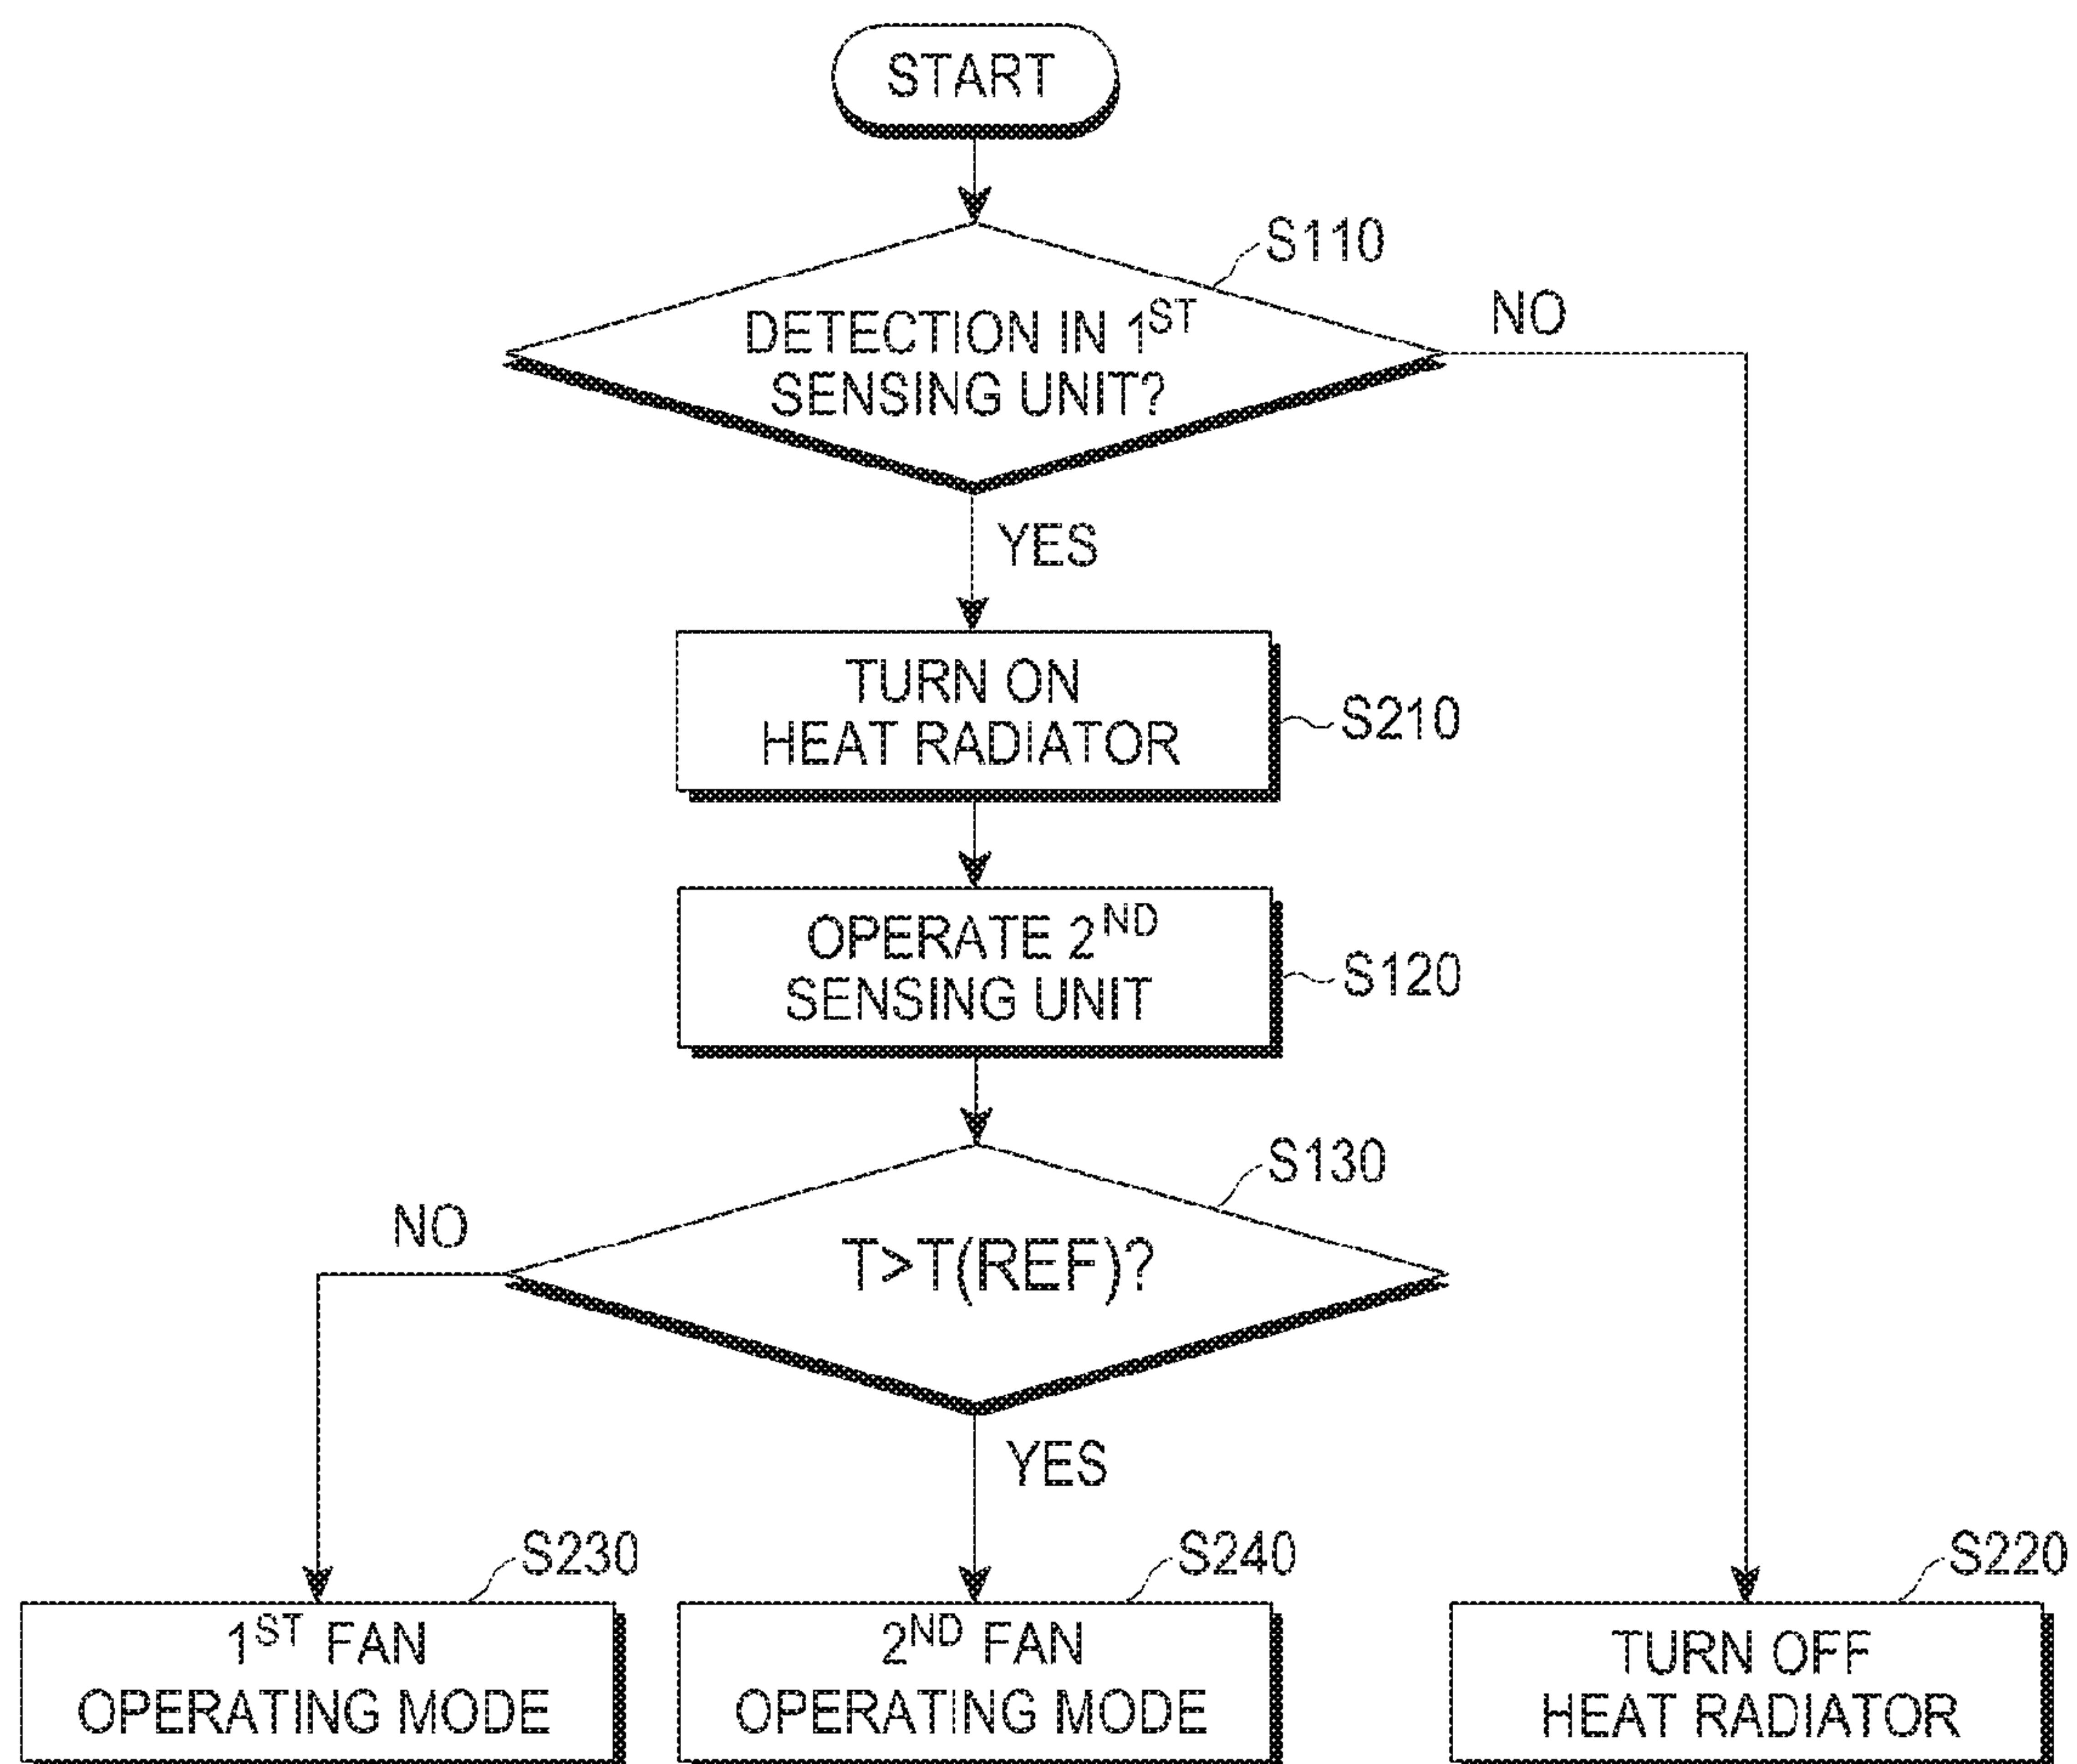 START
S110
NO
DETECTION IN 1ST
SENSING UNIT?
YES
TURN ON
HEAT RADIATOR
S210
OPERATE 2ND
SENSING UNIT
S120
S130
NO
T>T(REF)?
YES
S230
S240
S220
1ST FAN
OPERATING MODE
2ND FAN
OPERATING MODE
TURN OFF
HEAT RADIATOR